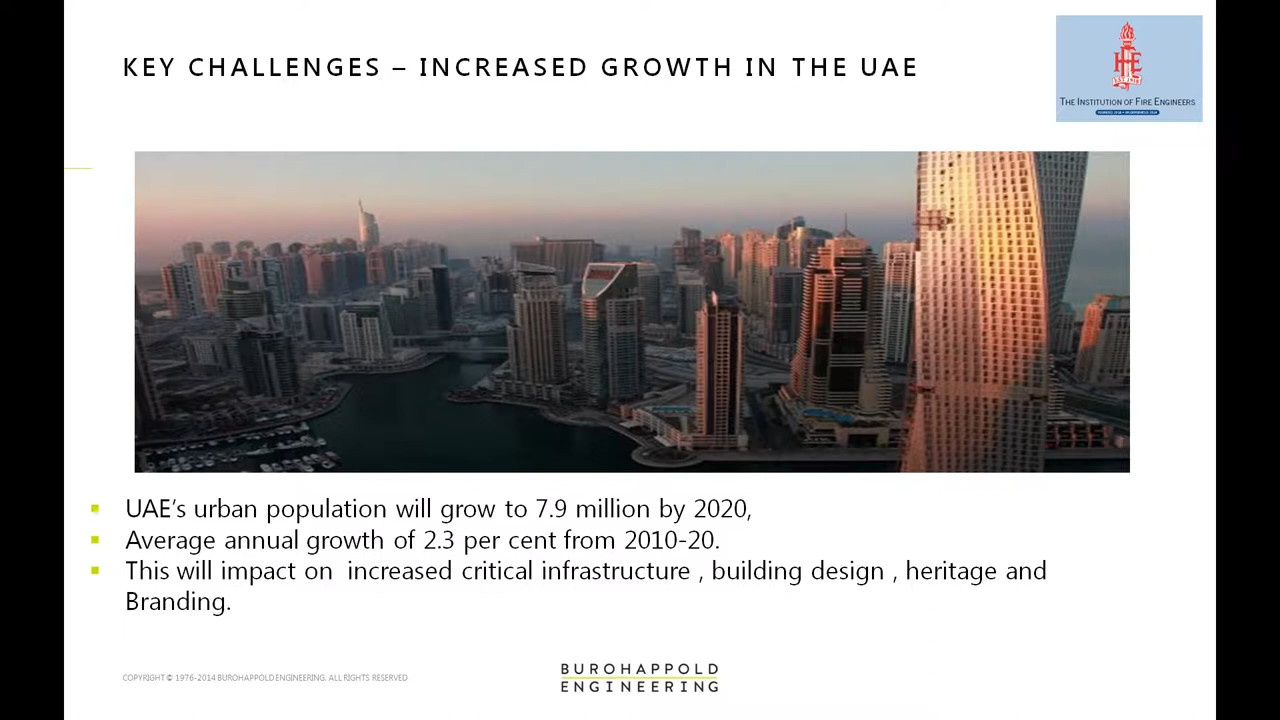 KEY CHALLENGES – INCREASED GROWTH IN THE UAE
THE INSTITUTION OF FIRE ENGINEERS
UAE’s urban population will grow to 7.9 million by 2020,
Average annual growth of 2.3 per cent from 2010-20.
This will impact on increased critical infrastructure , building design , heritage and
Branding.
COPYRIGHT © 1976-2014 BUROHAPPOLD ENGINEERING. ALL RIGHTS RESERVED
BUROHAPPOLD
ENGINEERING